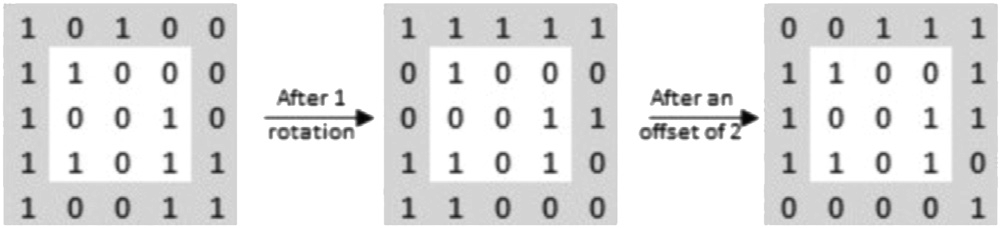 1 0 1 0 0
1 1 0 0 0
1 0 0 1 0
1 1 0 1 1
1 0 0 1 1
After 1
rotation
1 1 1 1 1
0 1 0 0 0
0 0 0 1 1
1 1 0 1 0
1 1 0 0 0
After an
offset of 2
0 0 1 1 1
1 1 0 0 1
1 0 0 1 1
1 1 0 1 0
0 0 0 0 1